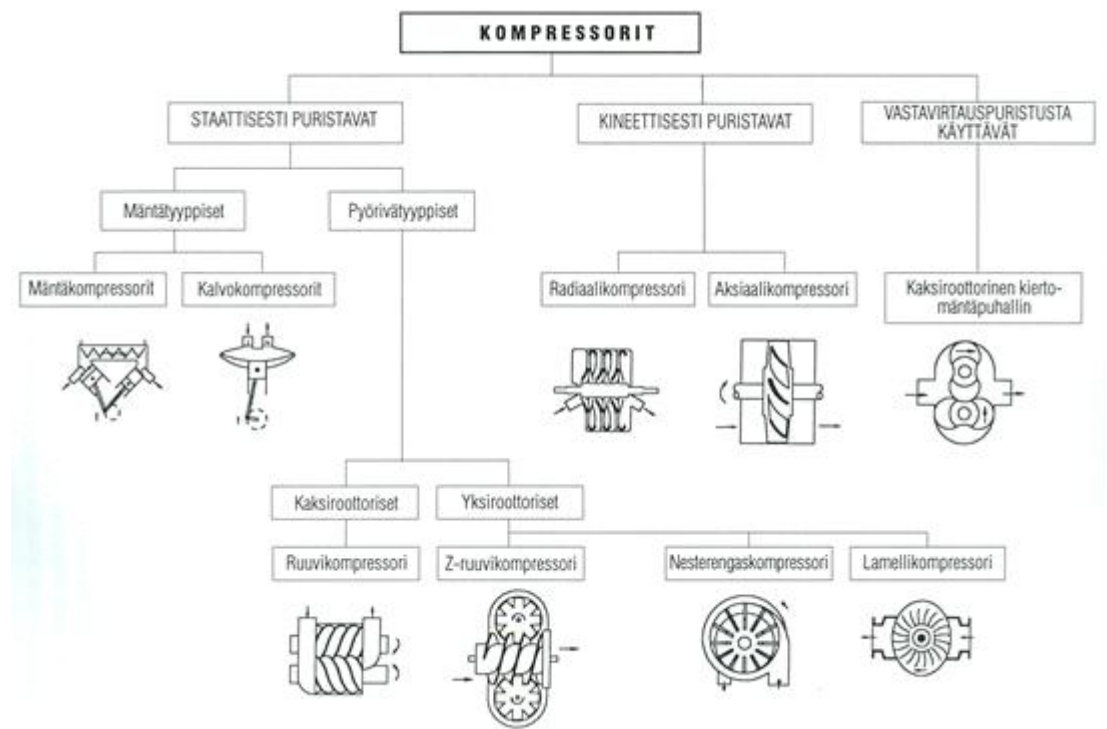 KOMPRESSORIT
STAATTISESTI PURISTAVAT
KINEETTISESTI PURISTAVAT
VASTAVIRTAUSPURISTUSTA
KÄYTTÄVÄT
Mäntätyyppiset
Pyörivätyyppiset
Mäntäkompressorit
Kalvokompressorit
Radiaalikompressori
Aksiaalikompressori
Kaksiroottorinen kierto-
mäntäpuhallin
Kaksiroottoriset
Yksiroottoriset
Ruuvikompressori
Z-ruuvikompressori
Nesterengaskompressori
Lamellikompressori